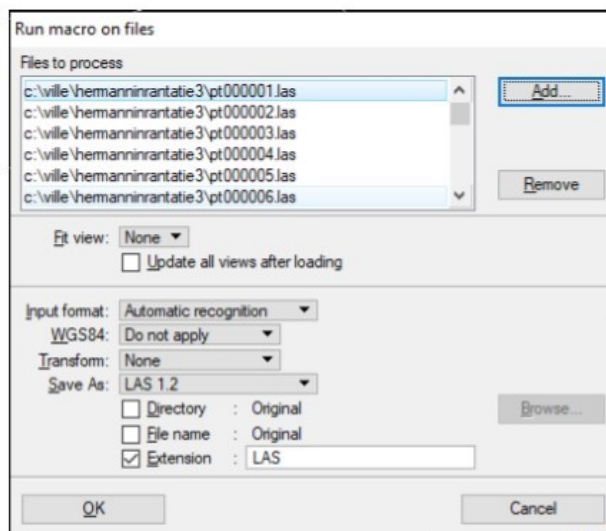 Run macro on files
Files to process
c:\ville\hermanninrantatie3\pt000001.las
c:\ville\hermanninrantatie3\pt000002.las
c:\ville\hermanninrantatie3\pt000003.las
c:\ville\hermanninrantatie3\pt000004.las
c:\ville\hermanninrantatie3\pt000005.las
c:\ville\hermanninrantatie3\pt000006.las
Add...
Remove
Fit view: None
Update all views after loading
Input format: Automatic recognition
WGS84: Do not apply
Transform: None
Save As: LAS 1.2
Directory : Original
Browse...
File name : Original
Extension : LAS
OK
Cancel